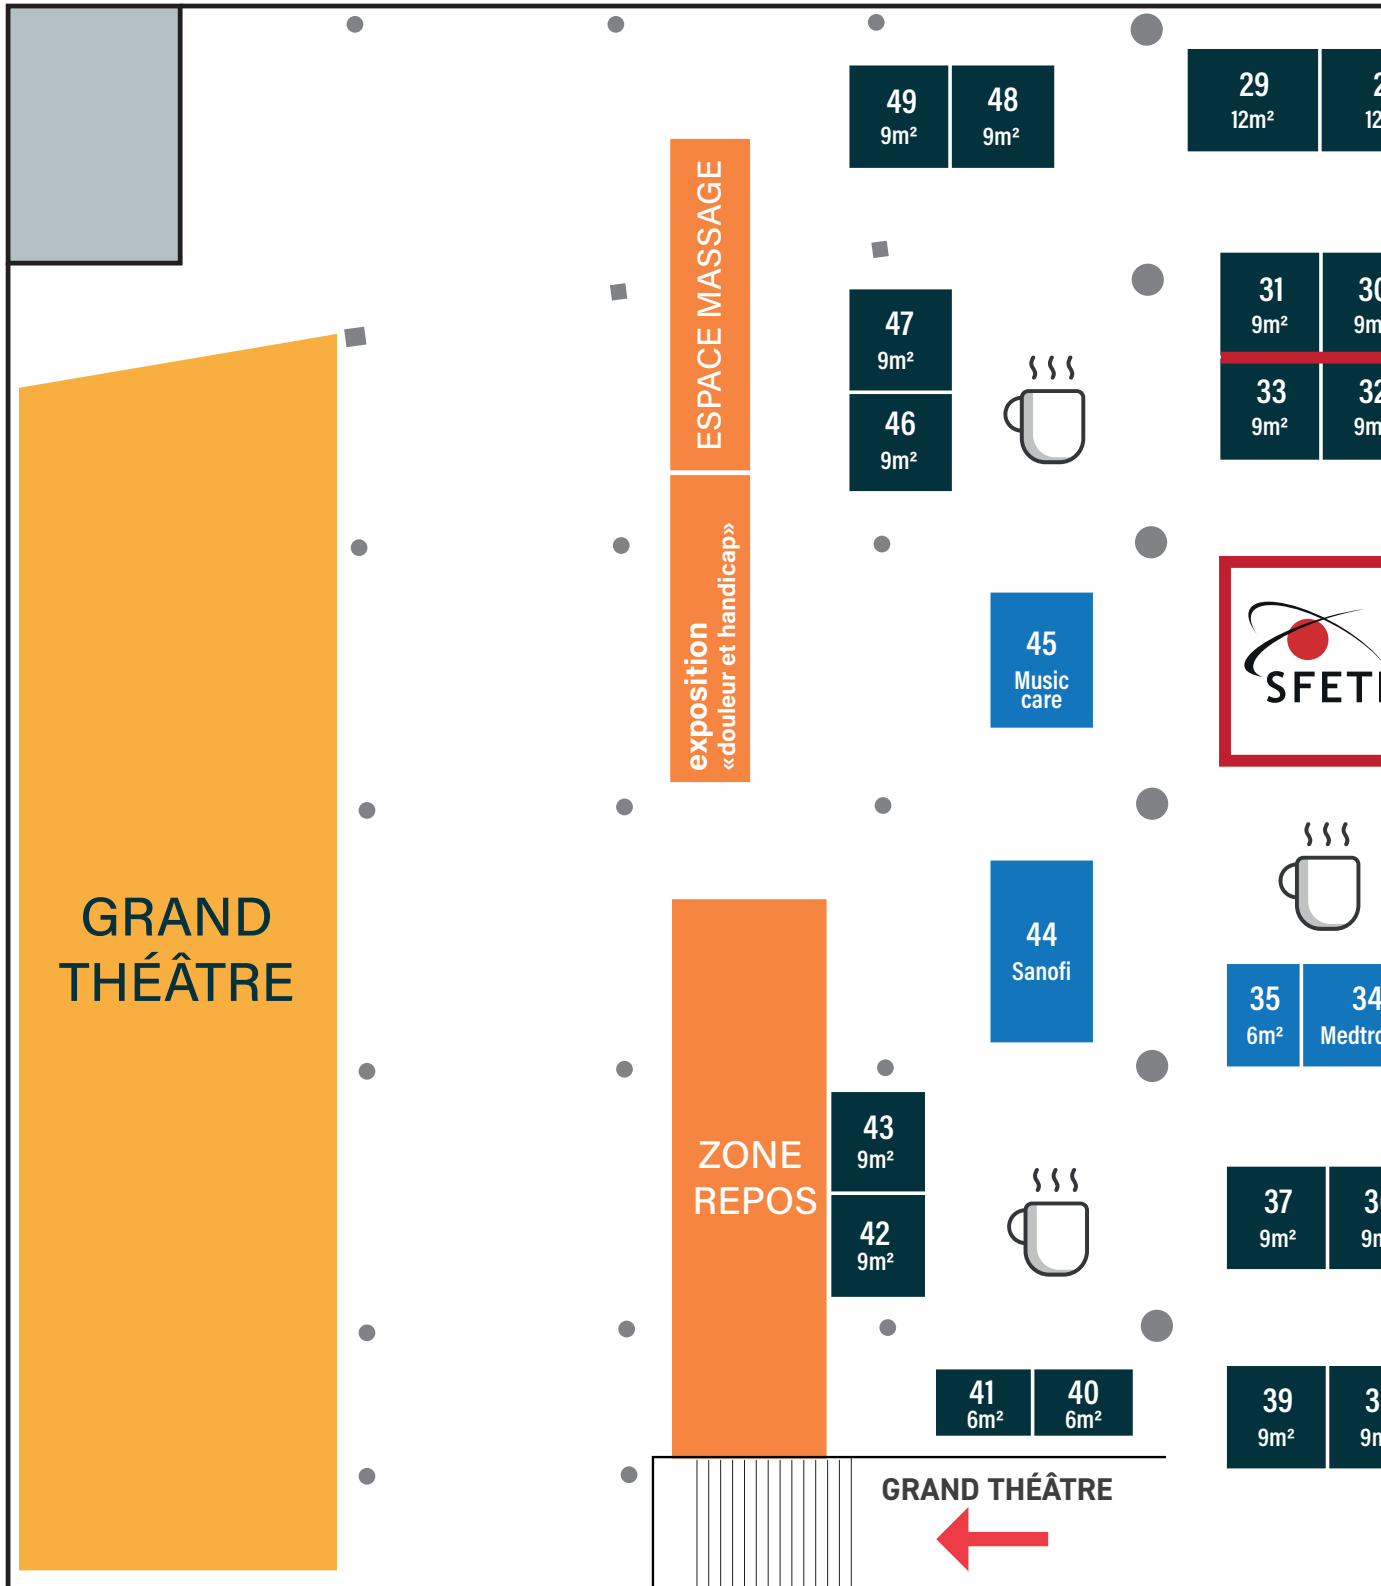 49
9m²
48
9m²
29
12m²
ESPACE MASSAGE
47
9m²
46
9m²
31
9m²
33
9m²
exposition
«douleur et handicap»
45
Music
care
GRAND
THÉÂTRE
44
Sanofi
35
6m²
34
ZONE
REPOS
43
9m²
42
9m²
37
9m²
41
6m²
40
6m²
39
9m²
GRAND THÉÂTRE